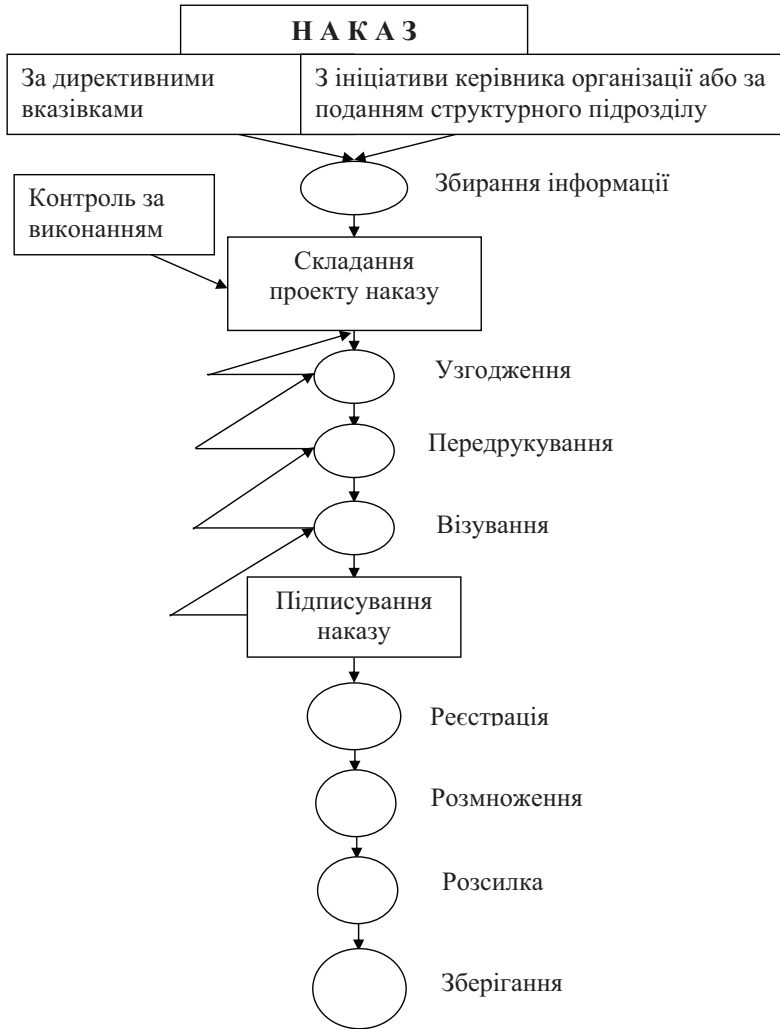 Н А К А З
За директивними
вказівками
З ініціативи керівника організації або за
поданням структурного підрозділу
Збирання інформації
Контроль за
виконанням
Складання
проекту наказу
Узгодження
Передрукування
Візування
Підписування
наказу
Реєстрація
Розмноження
Розсилка
Зберігання